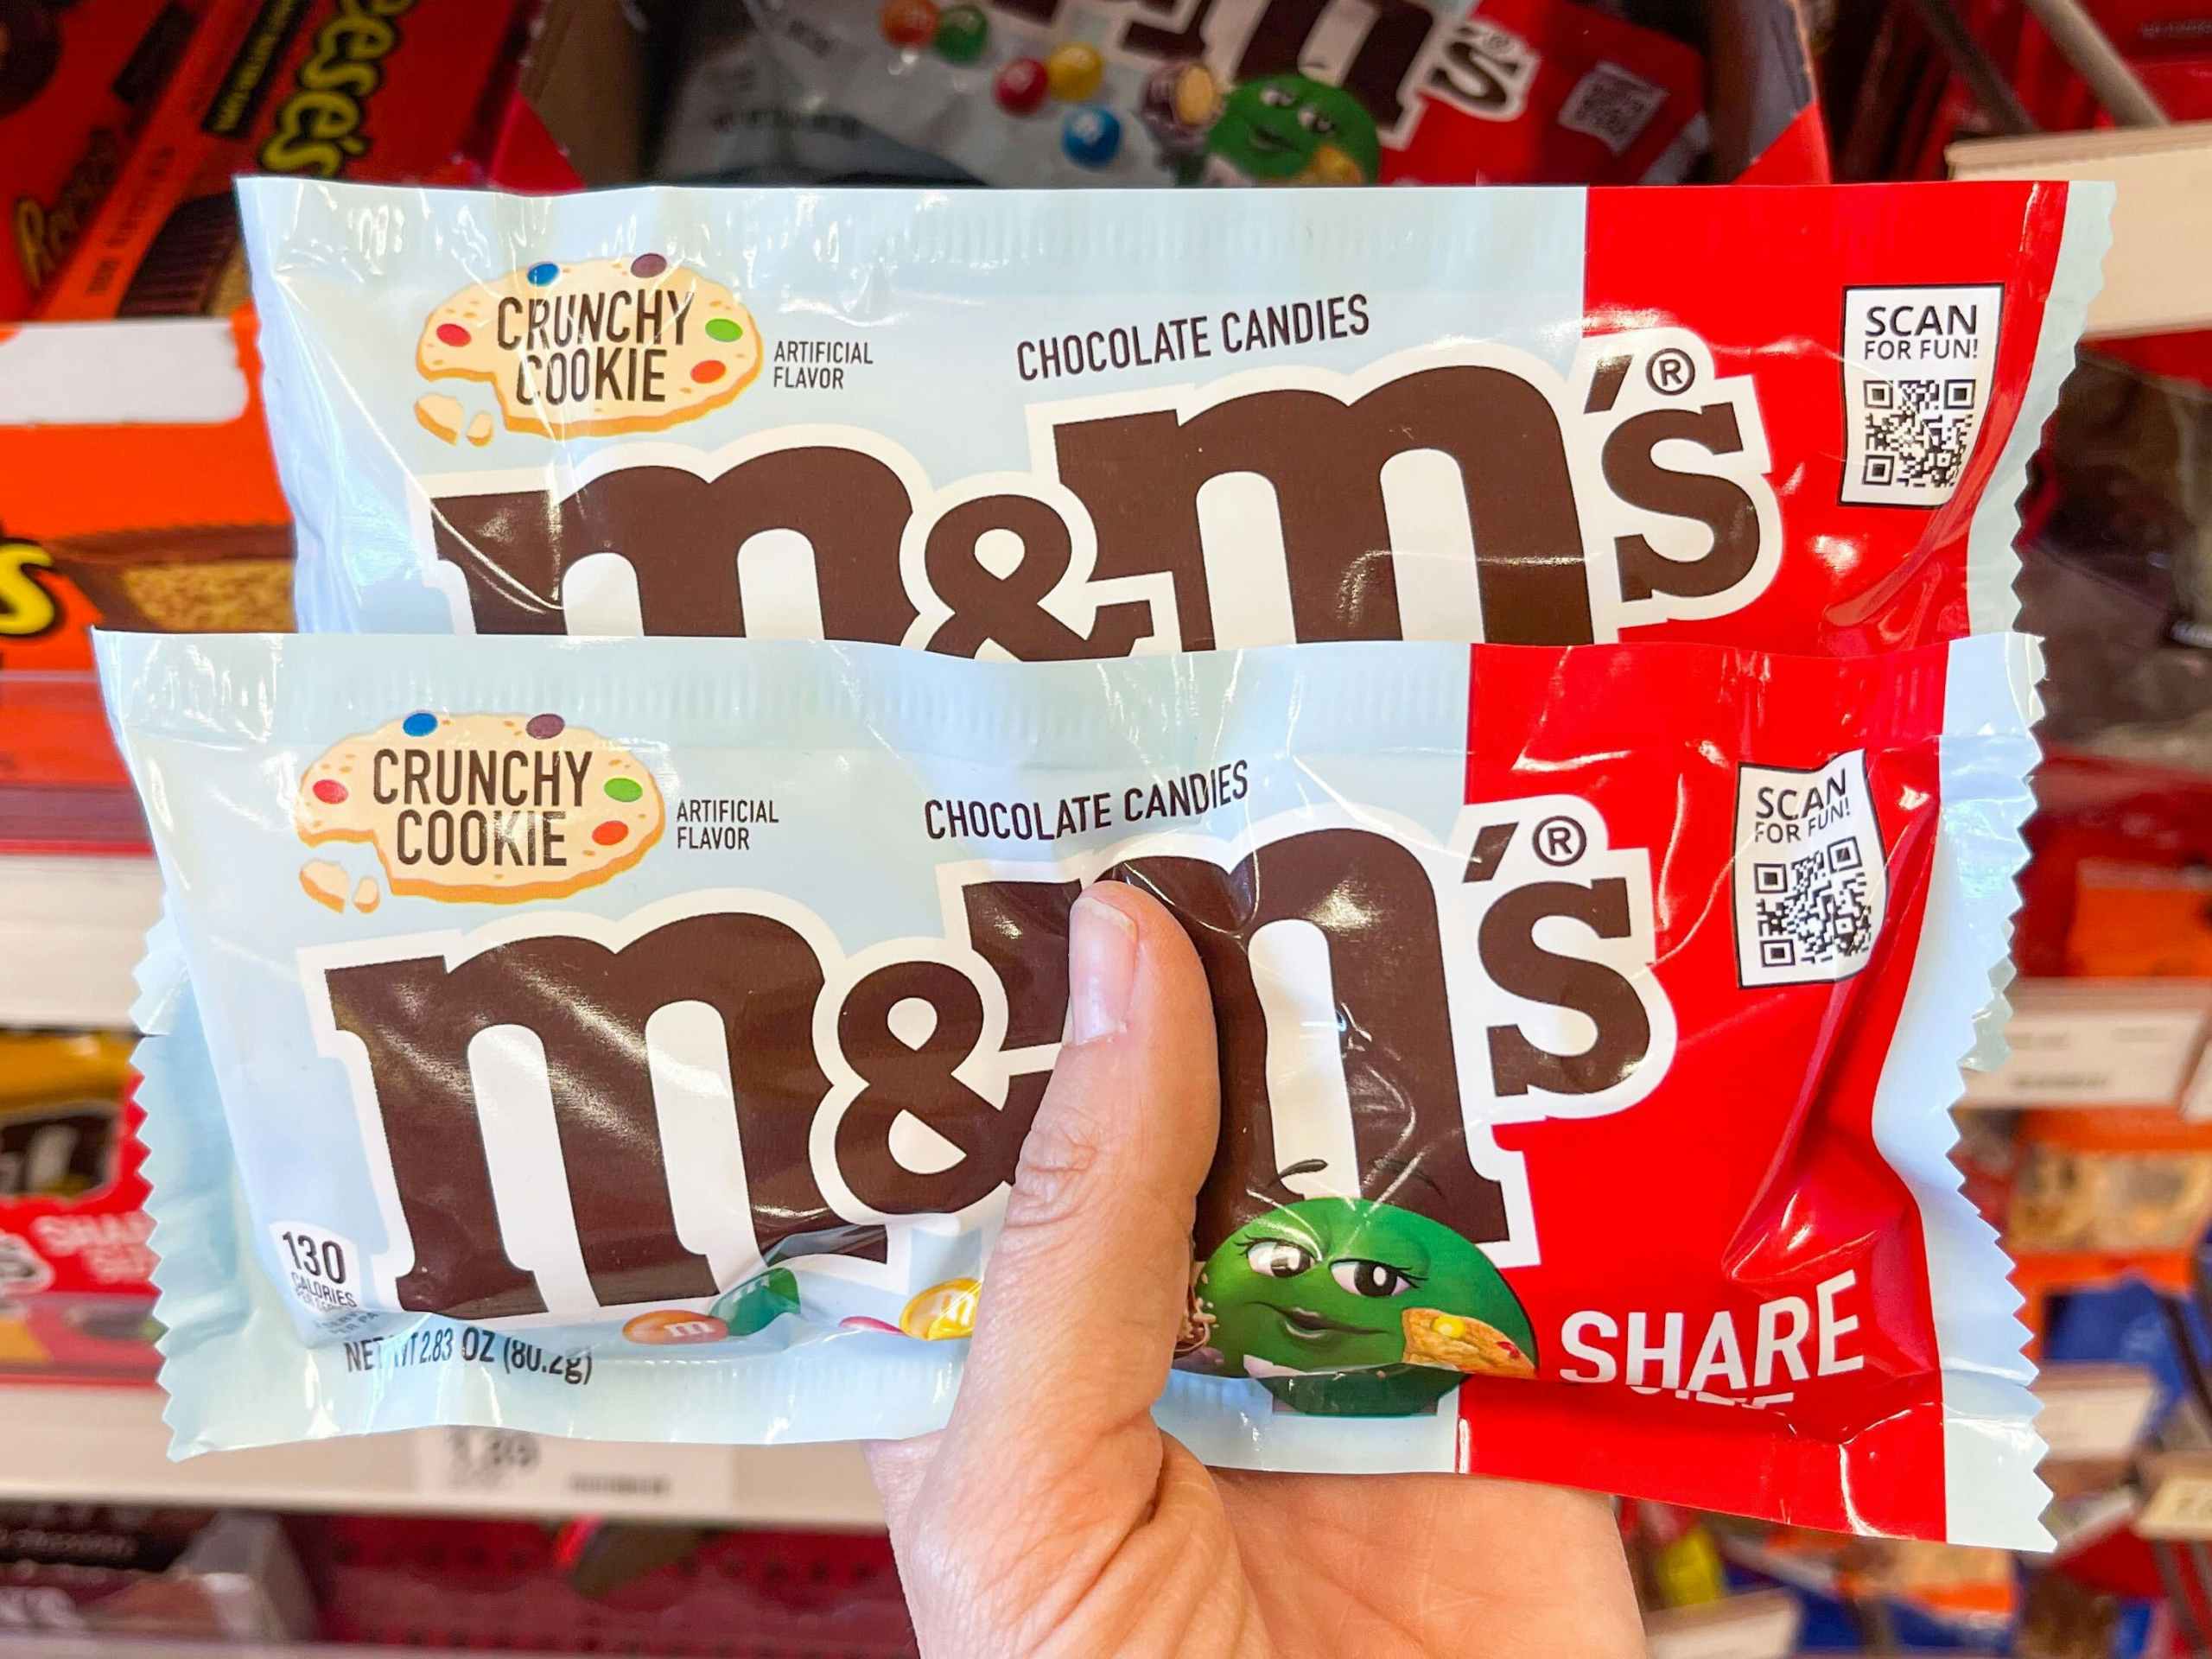 Reese's
m's
CRUNCHY
COOKIE
ARTIFICIAL
FLAVOR
CHOCOLATE CANDIES
m&m's®
SCAN
FOR FUN!
CRUNCHY
COOKIE
ARTIFICIAL
FLAVOR
CHOCOLATE CANDIES
m&m's®
SCAN
FOR FUN!
130
CALORIES
NET WT 2.83 OZ (80.2g)
m
m
m
SHARE